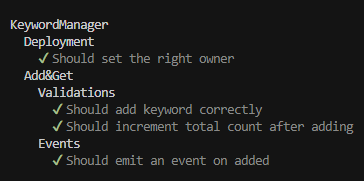 KeywordManager
Deployment
✓ Should set the right owner
Add&Get
Validations
✓ Should add keyword correctly
✓ Should increment total count after adding
Events
✓ Should emit an event on added